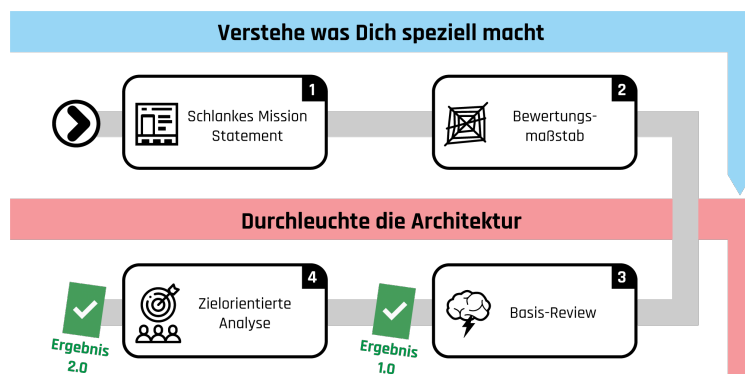 Verstehe was Dich speziell macht
1
Schlankes Mission
Statement
2
Bewertungs-
maßstab
Durchleuchte die Architektur
4
Zielorientierte
Analyse
Ergebnis
2.0
3
Basis-Review
Ergebnis
1.0